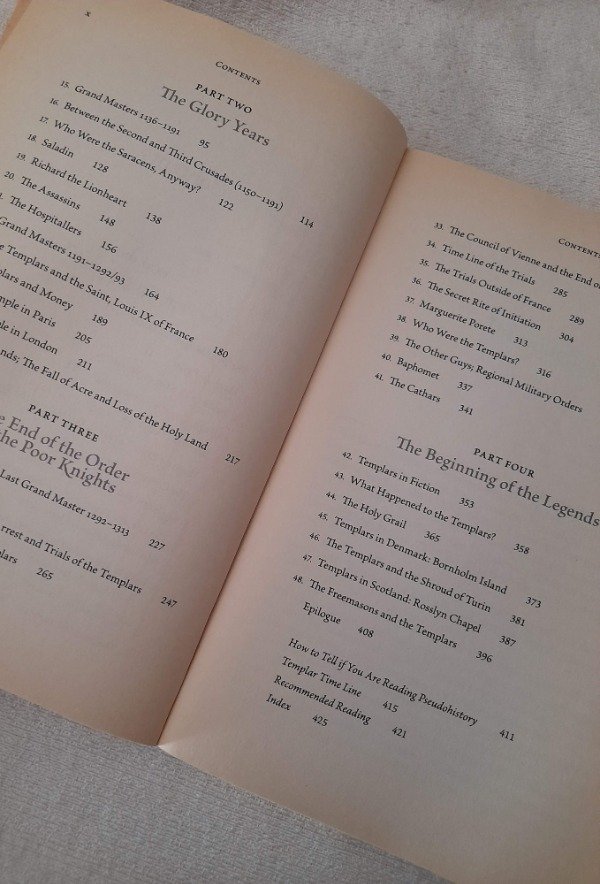 x
CONTENTS
PART TWO
The Glory Years
15. Grand Masters 1136–1191 95
16. Between the Second and Third Crusades (1150–1191) 114
17. Who Were the Saracens, Anyway? 122
18. Saladin 128
19. Richard the Lionheart 138
20. The Assassins 148
The Hospitallers 156
Grand Masters 1191–1292/93 164
Templars and the Saint, Louis IX of France 180
plars and Money 189
mple in Paris 205
le in London 211
nds; The Fall of Acre and Loss of the Holy Land 217
PART THREE
e End of the Order
the Poor Knights
Last Grand Master 1292–1313 227
rrest and Trials of the Templars 247
plars 265
CONTENTS
33. The Council of Vienne and the End o
34. Time Line of the Trials 285
35. The Trials Outside of France 289
36. The Secret Rite of Initiation 304
37. Marguerite Porete 313
38. Who Were the Templars? 316
39. The Other Guys; Regional Military Orders
40. Baphomet 337
41. The Cathars 341
PART FOUR
The Beginning of the Legends
42. Templars in Fiction 353
43. What Happened to the Templars? 358
44. The Holy Grail 365
45. Templars in Denmark: Bornholm Island 373
46. The Templars and the Shroud of Turin 381
47. Templars in Scotland: Rosslyn Chapel 387
48. The Freemasons and the Templars 396
Epilogue 408
How to Tell if You Are Reading Pseudohistory 411
Templar Time Line 415
Recommended Reading 421
Index 425